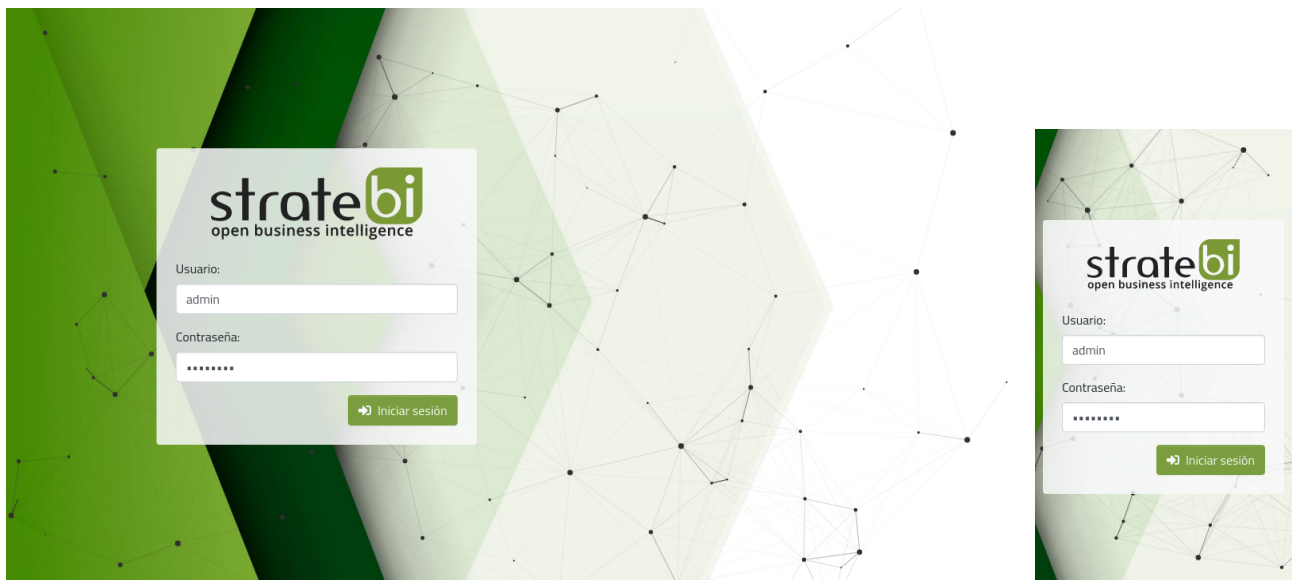 stratebi
open business intelligence
Usuario:
admin
Contraseña:
▪▪▪▪▪▪▪▪
Iniciar sesión
stratebi
open business intelligence
Usuario:
admin
Contraseña:
▪▪▪▪▪▪▪▪
Iniciar sesión